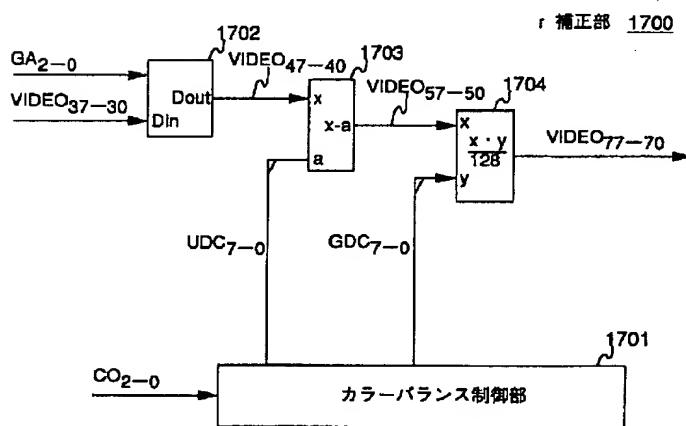 r 補正部 1700
1702
GA2-0
VIDEO47-40
1703
VIDEO37-30
Dout
Din
x
x-a
a
VIDEO57-50
1704
x
x・y
128
y
VIDEO77-70
UDC7-0
GDC7-0
1701
CO2-0
カラーバランス制御部